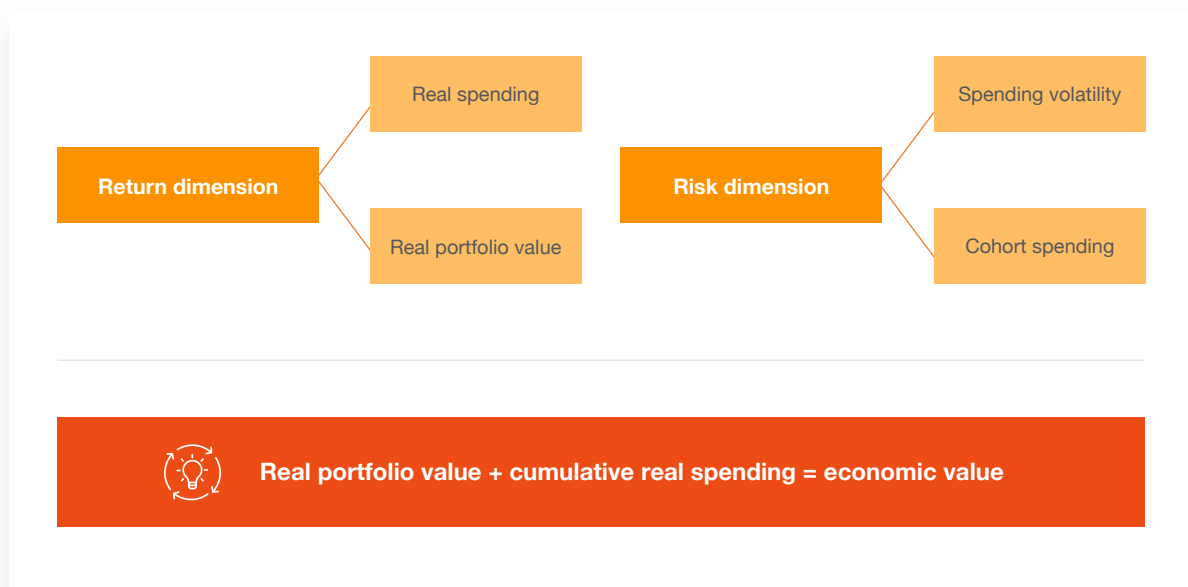 Real spending
Return dimension
Real portfolio value
Spending volatility
Risk dimension
Cohort spending
Real portfolio value + cumulative real spending = economic value